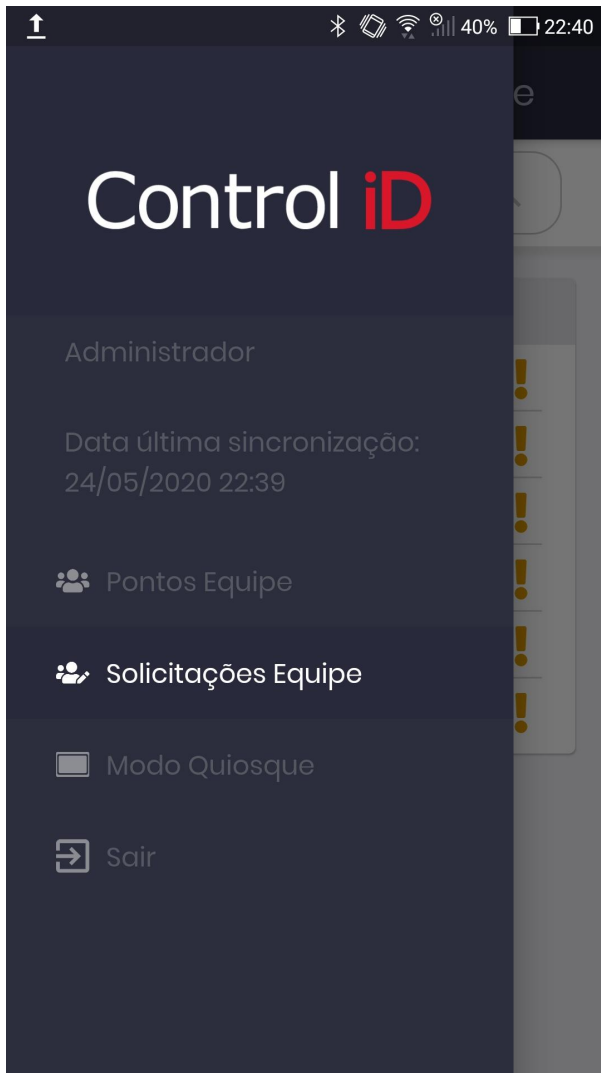 40% 22:40
e
Control iD
Administrador
Data última sincronização:
24/05/2020 22:39
Pontos Equipe
Solicitações Equipe
Modo Quiosque
Sair